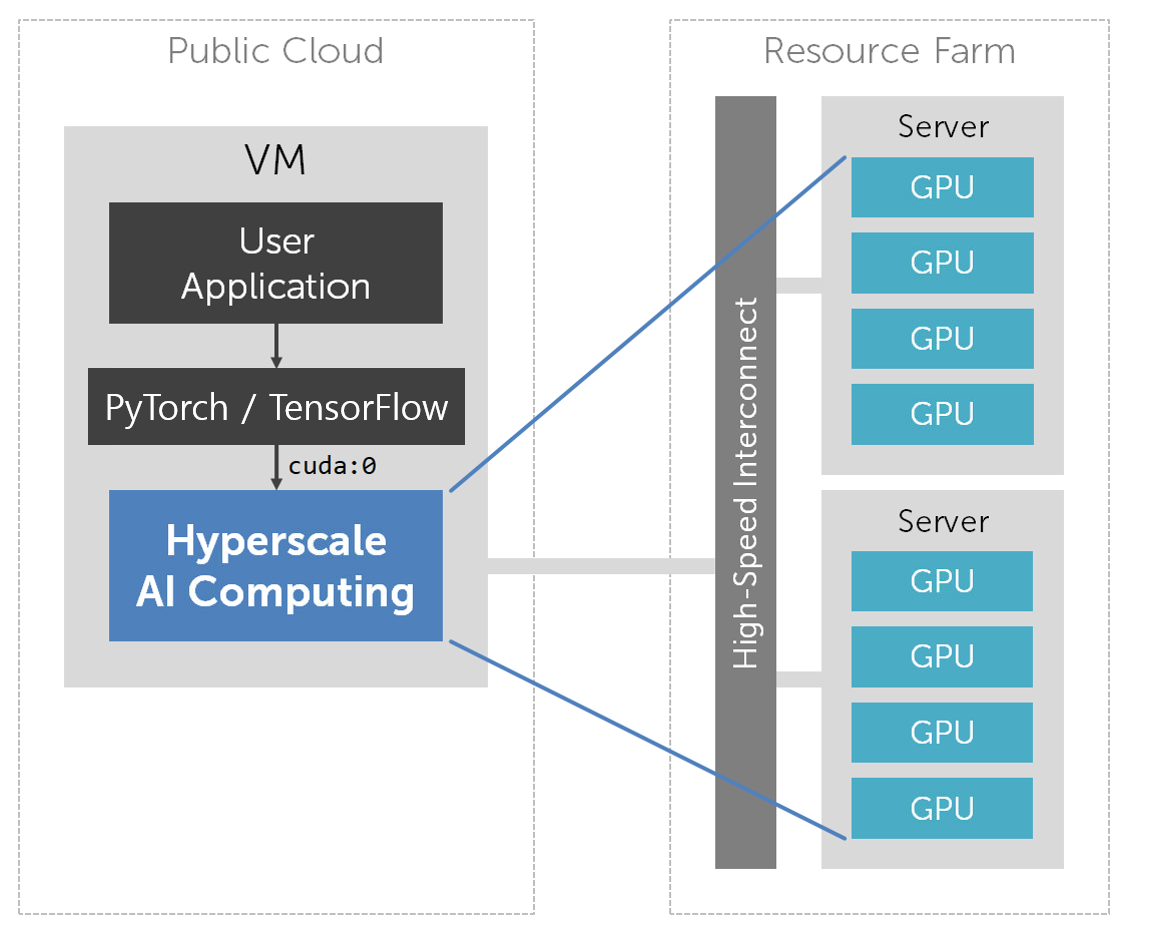 Public Cloud
VM
User
Application
PyTorch / TensorFlow
cuda:0
Hyperscale
AI Computing
Resource Farm
High-Speed Interconnect
Server
GPU
GPU
GPU
GPU
Server
GPU
GPU
GPU
GPU